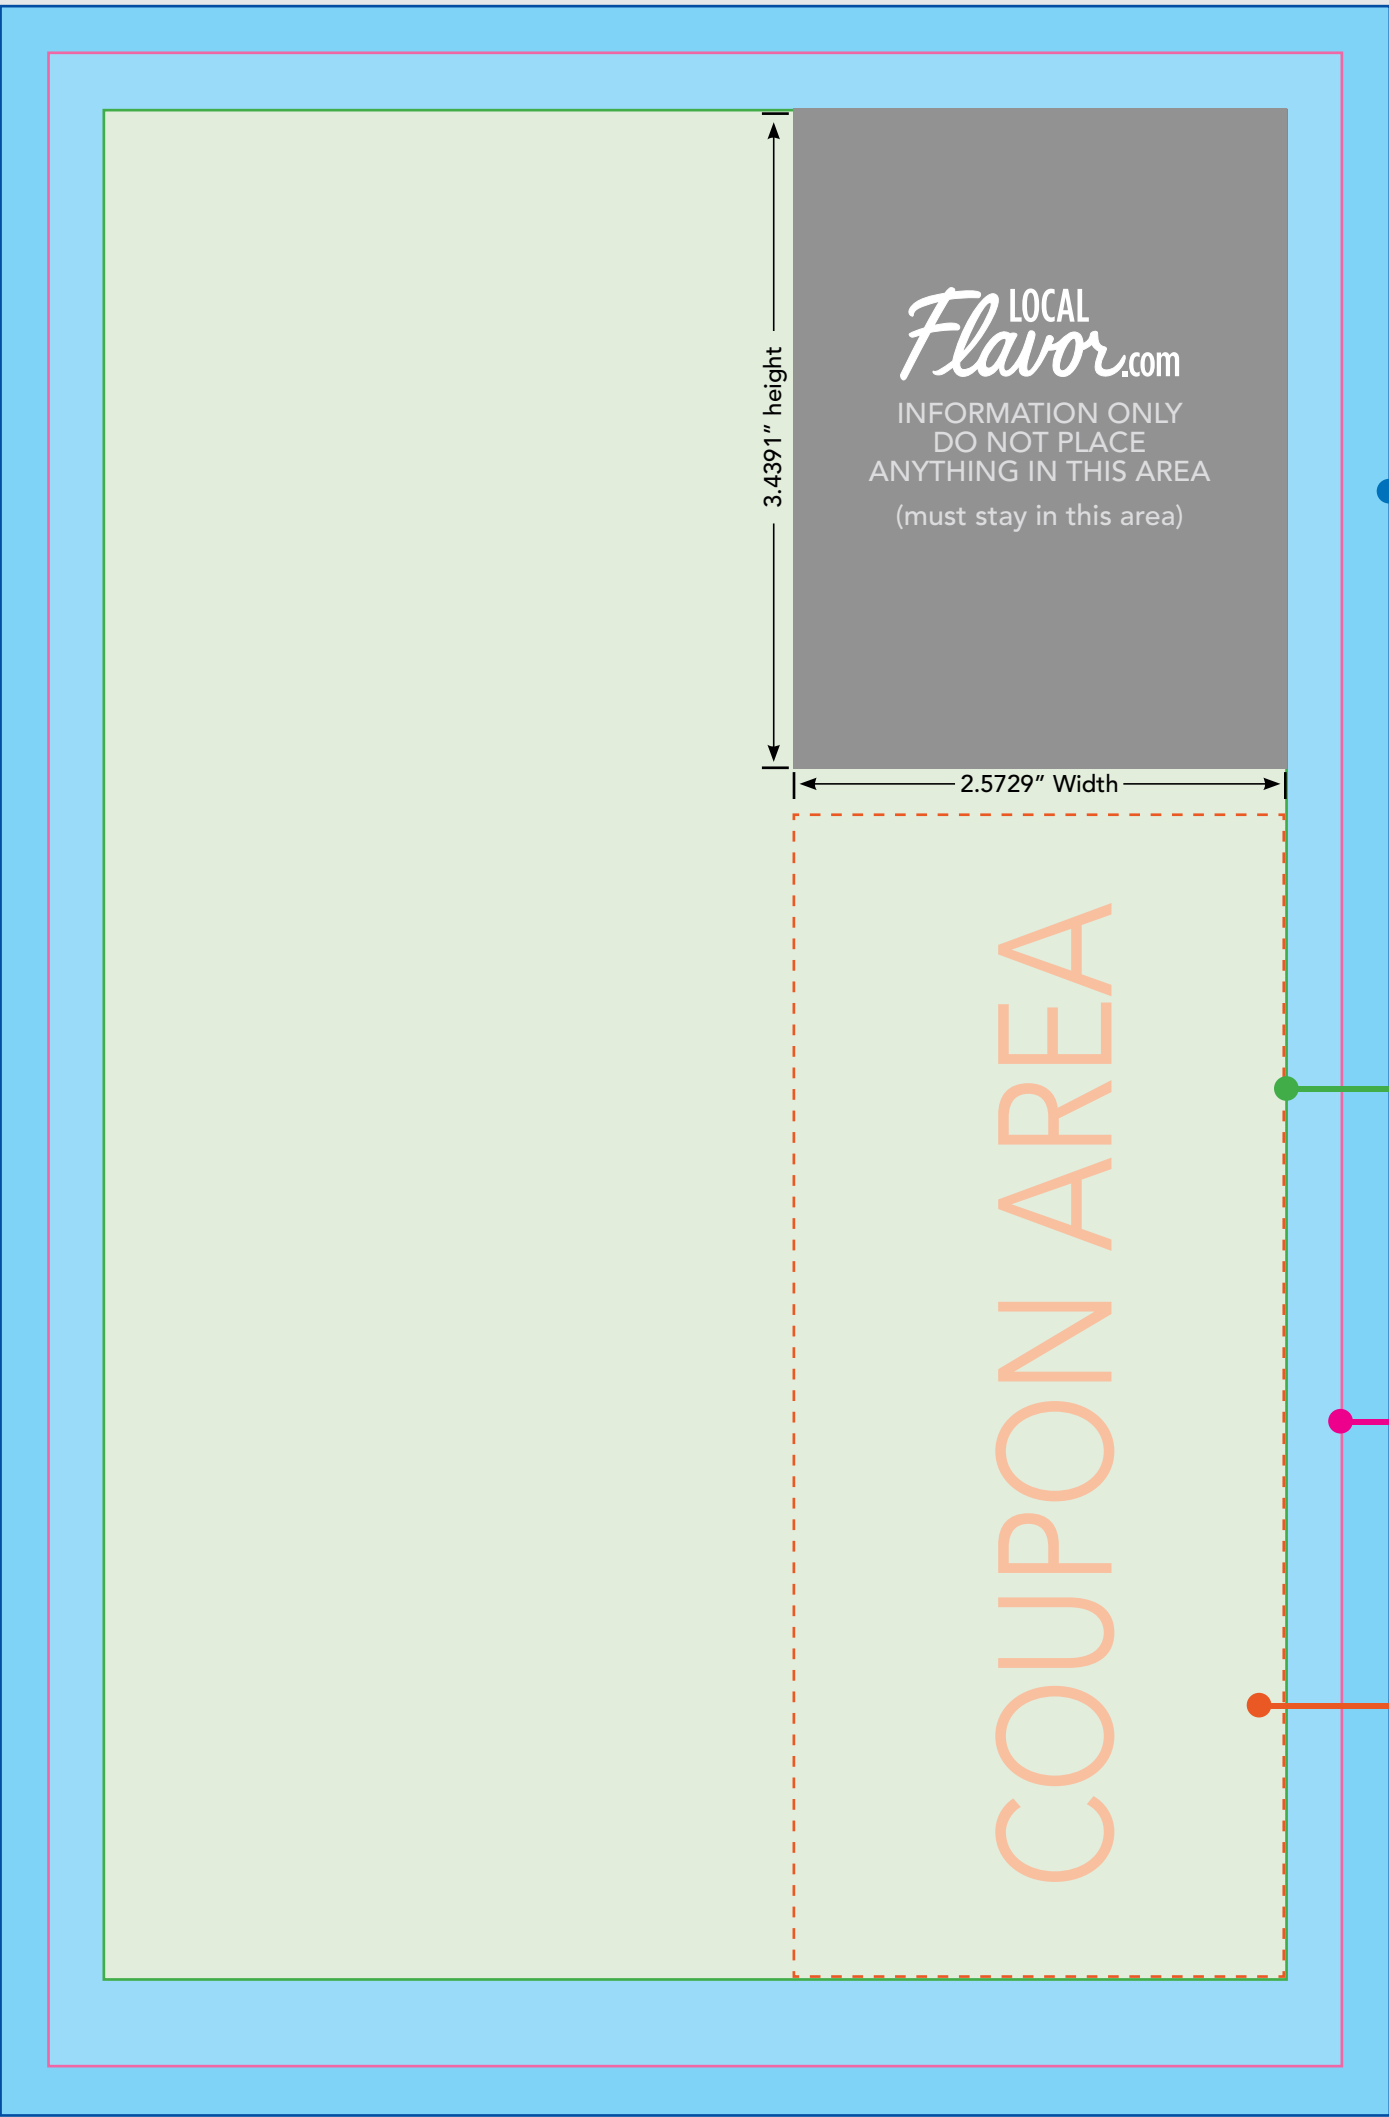 LOCAL
Flavor.com
INFORMATION ONLY
DO NOT PLACE
ANYTHING IN THIS AREA
(must stay in this area)
3.4391" height
2.5729" Width
COUPON AREA